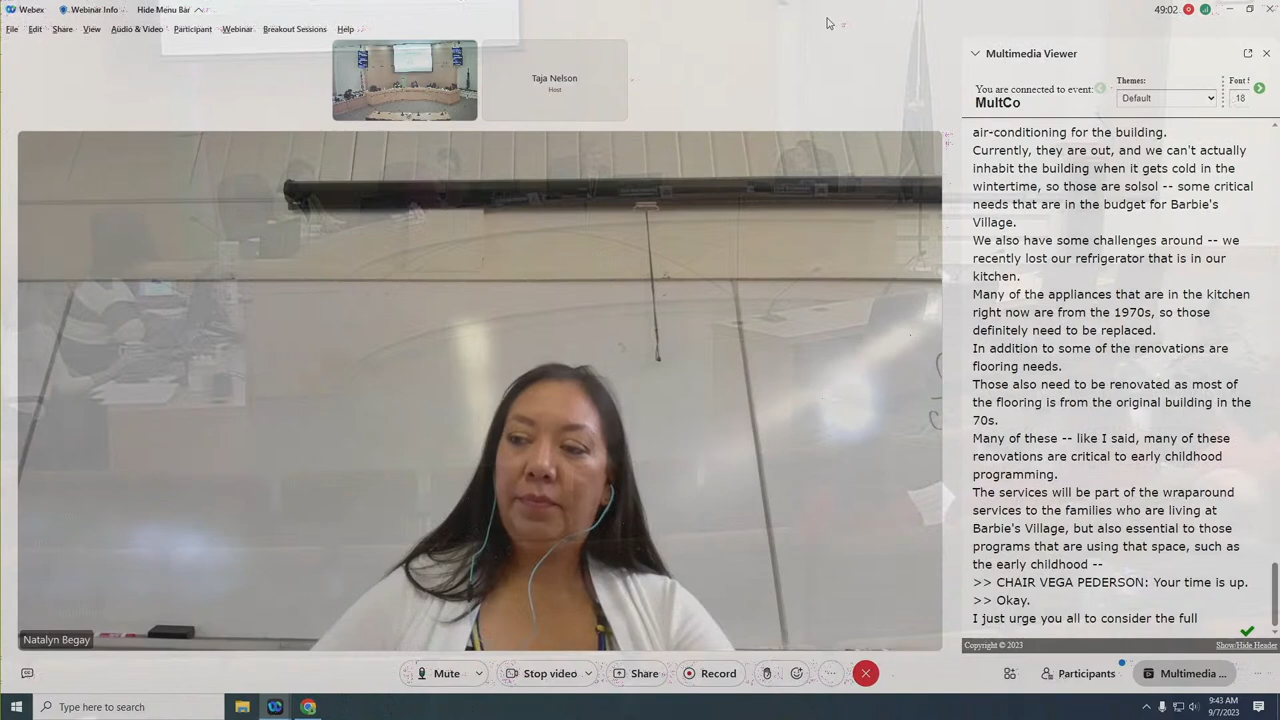 Webex
Webinar Info
Hide Menu Bar
49:02
File
Edit
Share
View
Audio & Video
Participant
Webinar
Breakout Sessions
Help
Taja Nelson
Host
Multimedia Viewer
You are connected to event:
MultCo
Themes:
Default
Font S
18
air-conditioning for the building.
Currently, they are out, and we can't actually
inhabit the building when it gets cold in the
wintertime, so those are solsol -- some critical
needs that are in the budget for Barbie's
Village.
We also have some challenges around -- we
recently lost our refrigerator that is in our
kitchen.
Many of the appliances that are in the kitchen
right now are from the 1970s, so those
definitely need to be replaced.
In addition to some of the renovations are
flooring needs.
Those also need to be renovated as most of
the flooring is from the original building in the
70s.
Many of these -- like I said, many of these
renovations are critical to early childhood
programming.
The services will be part of the wraparound
services to the families who are living at
Barbie's Village, but also essential to those
programs that are using that space, such as
the early childhood --
>> CHAIR VEGA PEDERSON: Your time is up.
>> Okay.
I just urge you all to consider the full
Natalyn Begay
Copyright © 2023
Show/Hide Header
Mute
Stop video
Share
Record
Participants
Multimedia ...
Type here to search
9:43 AM
9/7/2023